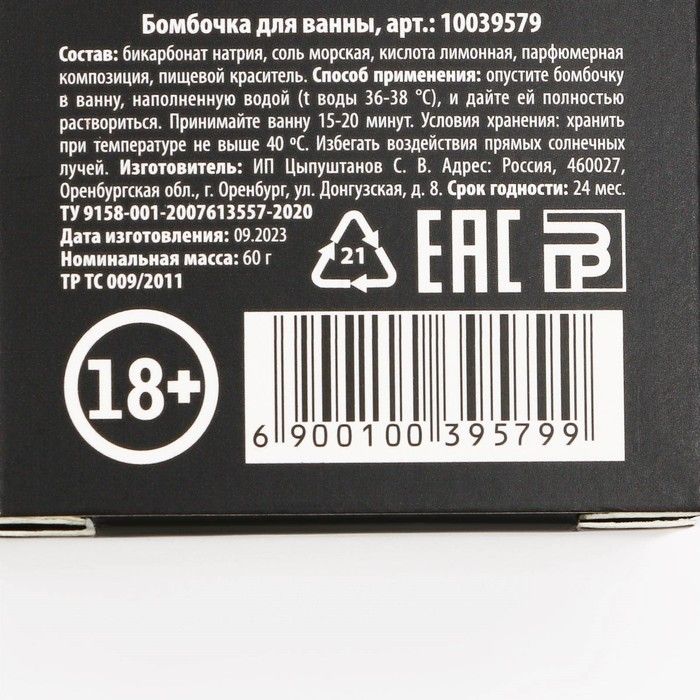 Бомбочка для ванны, арт.: 10039579
Состав: бикарбонат натрия, соль морская, кислота лимонная, парфюмерная
композиция, пищевой краситель. Способ применения: опустите бомбочку
в ванну, наполненную водой (t воды 36-38 °C), и дайте ей полностью
раствориться. Принимайте ванну 15-20 минут. Условия хранения: хранить
при температуре не выше 40 ºС. Избегать воздействия прямых солнечных
лучей. Изготовитель: ИП Цыпуштанов С. В. Адрес: Россия, 460027,
Оренбургская обл., г. Оренбург, ул. Донгузская, д. 8. Срок годности: 24 мес.
ТУ 9158-001-2007613557-2020
Дата изготовления: 09.2023
Номинальная масса: 60 г
ТР ТС 009/2011
21
EAC
18+
6 900100 395799